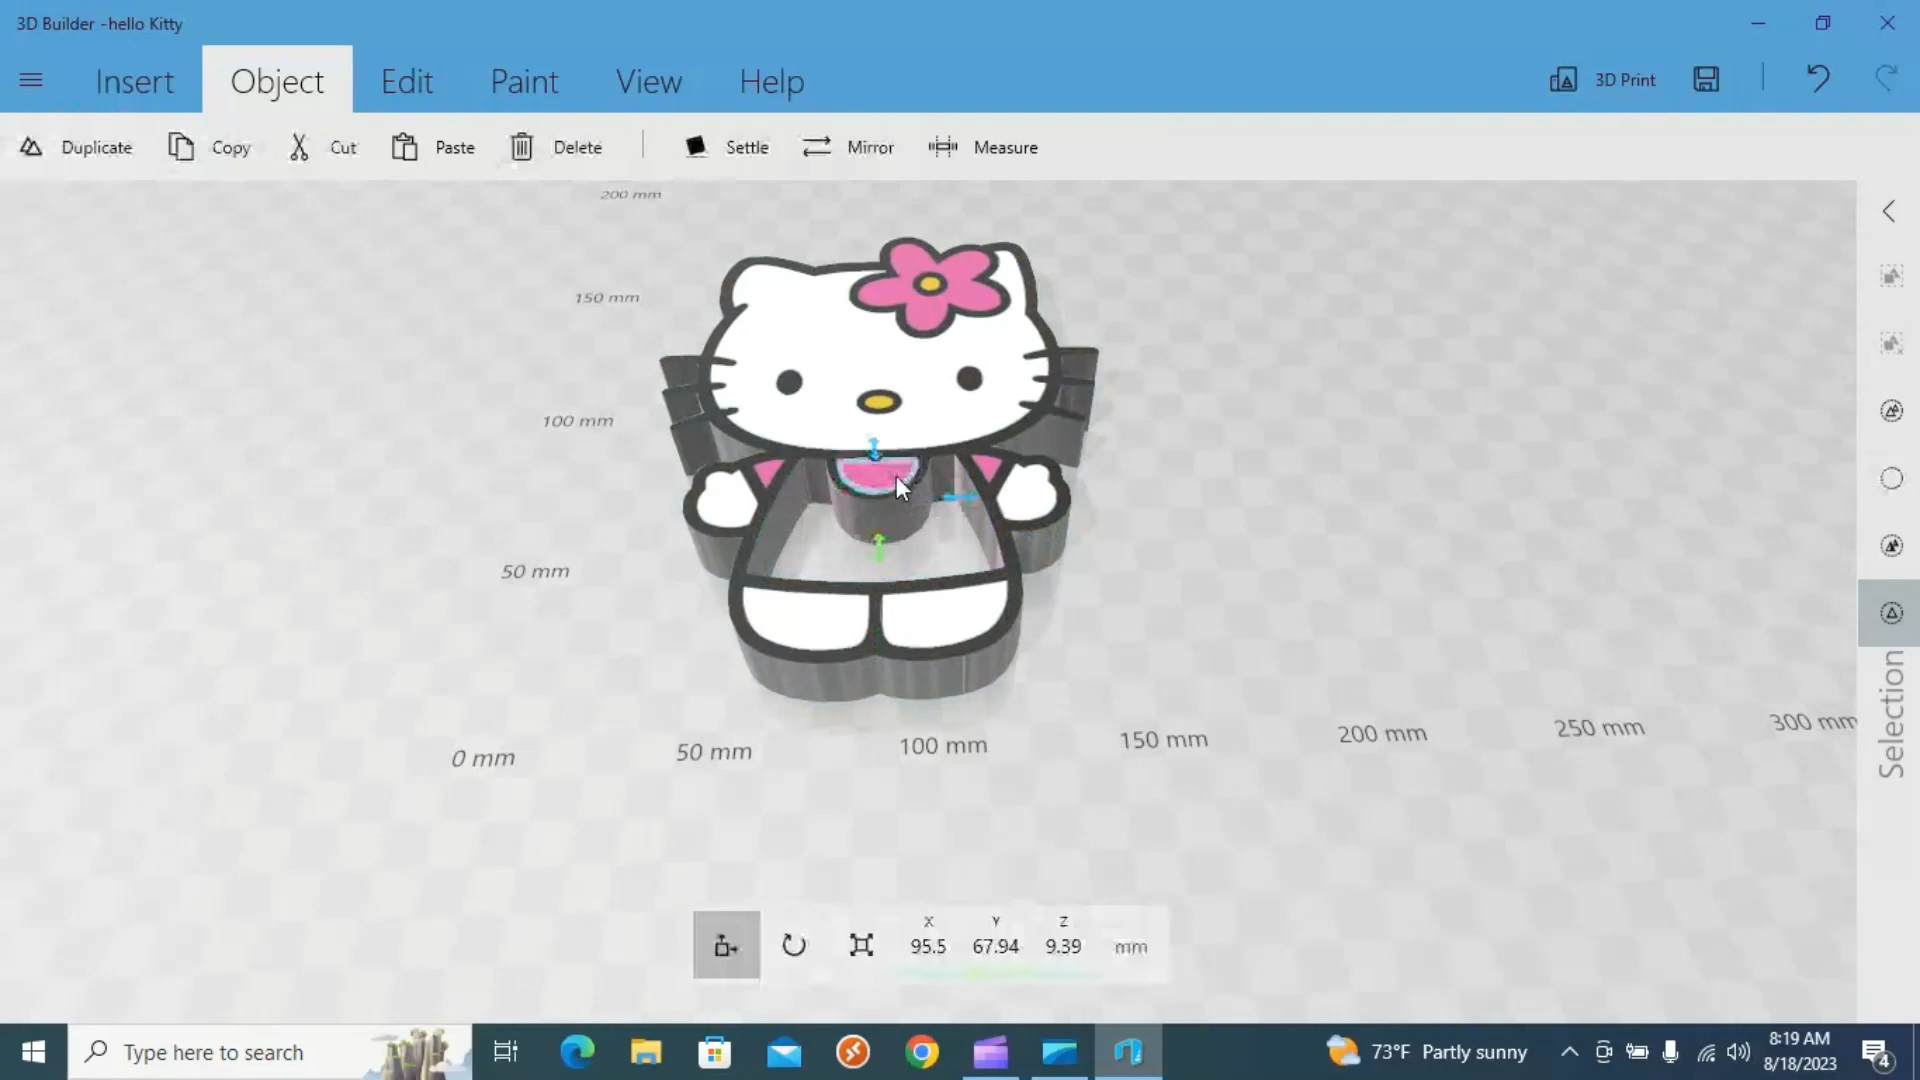 3D Builder -hello Kitty
Insert Object Edit Paint View Help 3D Print
Duplicate Copy Cut Paste Delete Settle Mirror Measure
200 mm
150 mm
100 mm
50 mm
0 mm 50 mm 100 mm 150 mm 200 mm 250 mm 300 mm
Selection
X Y Z
95.5 67.94 9.39 mm
Type here to search 73°F Partly sunny 8:19 AM
8/18/2023 4